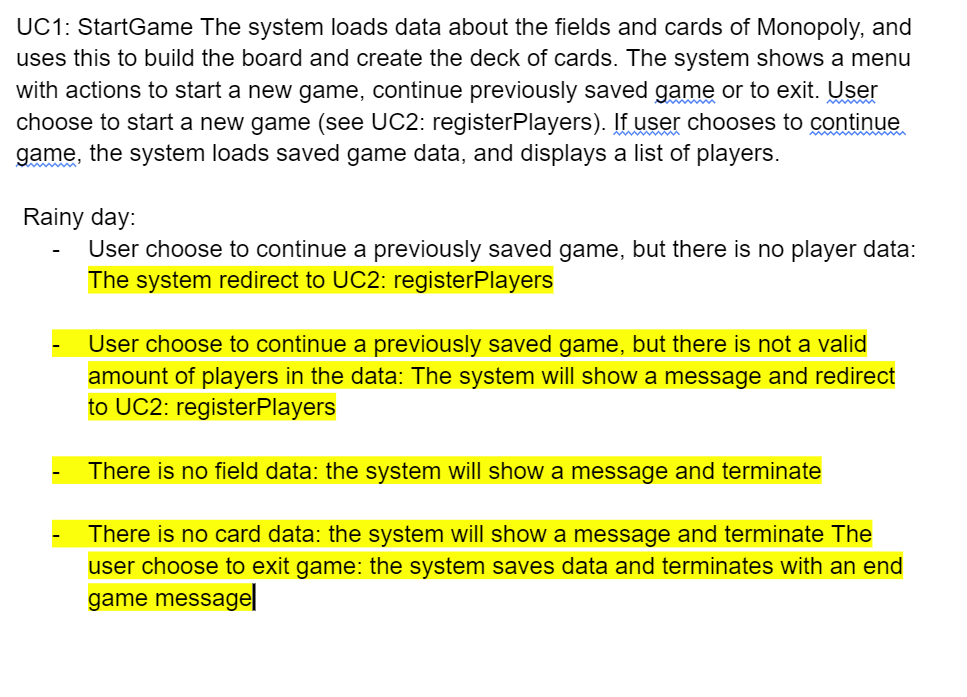 UC1: StartGame The system loads data about the fields and cards of Monopoly, and
uses this to build the board and create the deck of cards. The system shows a menu
with actions to start a new game, continue previously saved game or to exit. User
choose to start a new game (see UC2: registerPlayers). If user chooses to continue
game, the system loads saved game data, and displays a list of players.
Rainy day:
- User choose to continue a previously saved game, but there is no player data:
The system redirect to UC2: registerPlayers
- User choose to continue a previously saved game, but there is not a valid
amount of players in the data: The system will show a message and redirect
to UC2: registerPlayers
- There is no field data: the system will show a message and terminate
- There is no card data: the system will show a message and terminate The
user choose to exit game: the system saves data and terminates with an end
game message